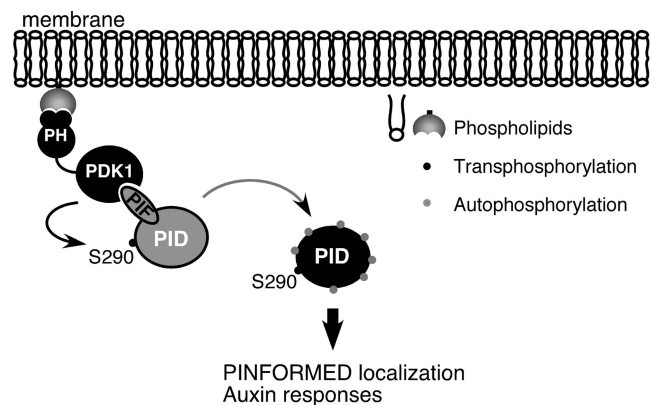 membrane
PH
PDK1
PIF
PID
S290
Phospholipids
Transphosphorylation
Autophosphorylation
PID
S290
PINFORMED localization
Auxin responses